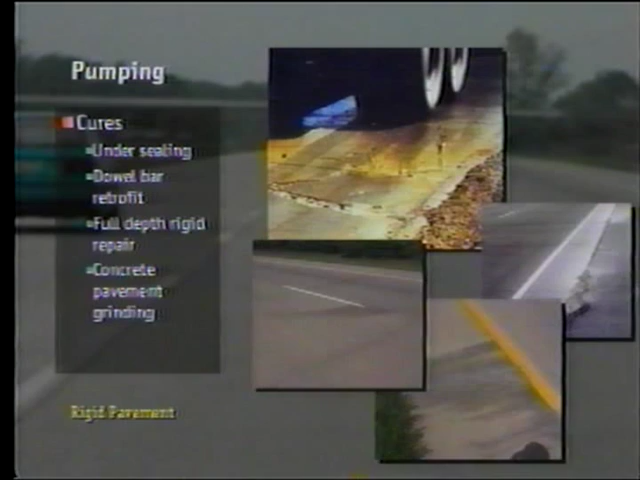 Pumping
Cures
Under sealing
Dowel bar
retrofit
Full depth rigid
repair
Concrete
pavement
grinding
Rigid Pavement